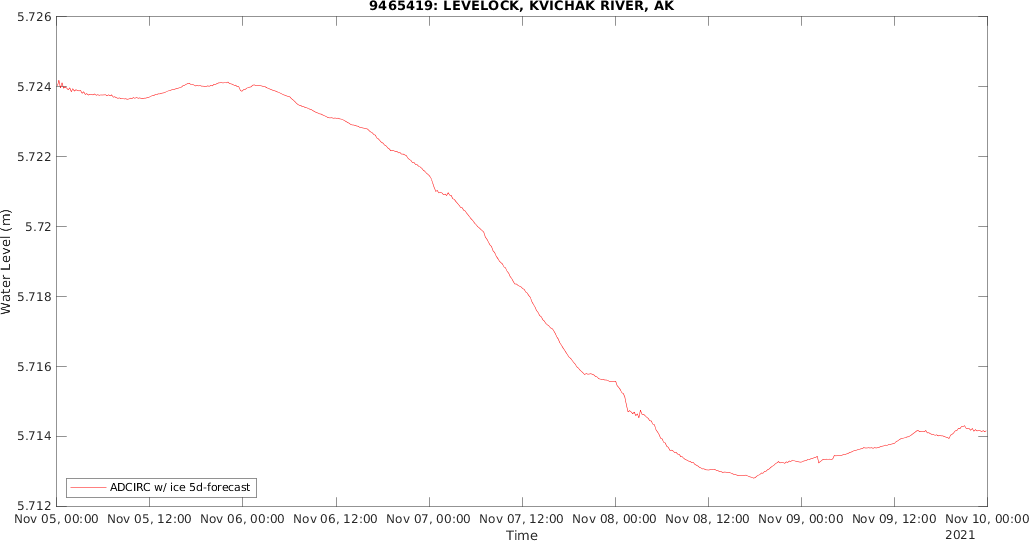 9465419: LEVELOCK, KVICHAK RIVER, AK
5.726
5.724
5.722
5.72
5.718
5.716
5.714
5.712
Water Level (m)
ADCIRC w/ ice 5d-forecast
Nov 05, 00:00 Nov 05, 12:00 Nov 06, 00:00 Nov 06, 12:00 Nov 07, 00:00 Nov 07, 12:00 Nov 08, 00:00 Nov 08, 12:00 Nov 09, 00:00 Nov 09, 12:00 Nov 10, 00:00
2021
Time